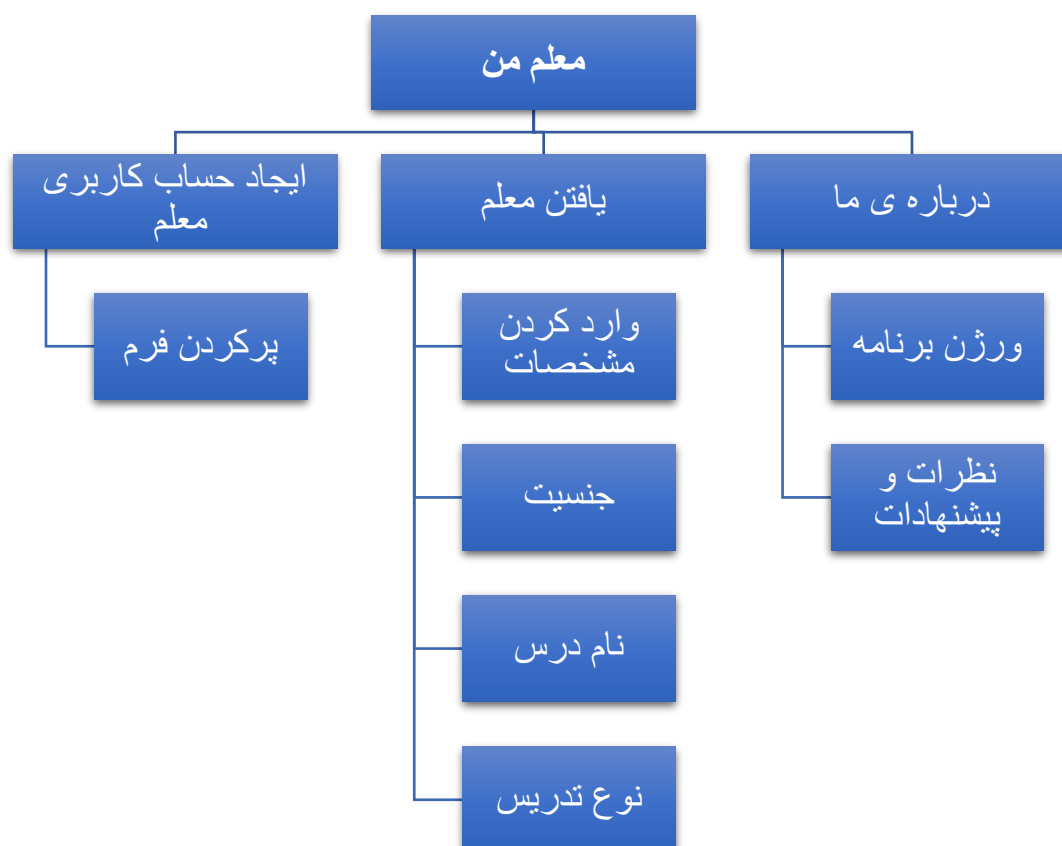 معلم من
درباره ی ما
یافتن معلم
ایجاد حساب کاربری
معلم
ورژن برنامه
نظرات و
پیشنهادات
وارد کردن
مشخصات
جنسیت
نام درس
نوع تدریس
پرکردن فرم